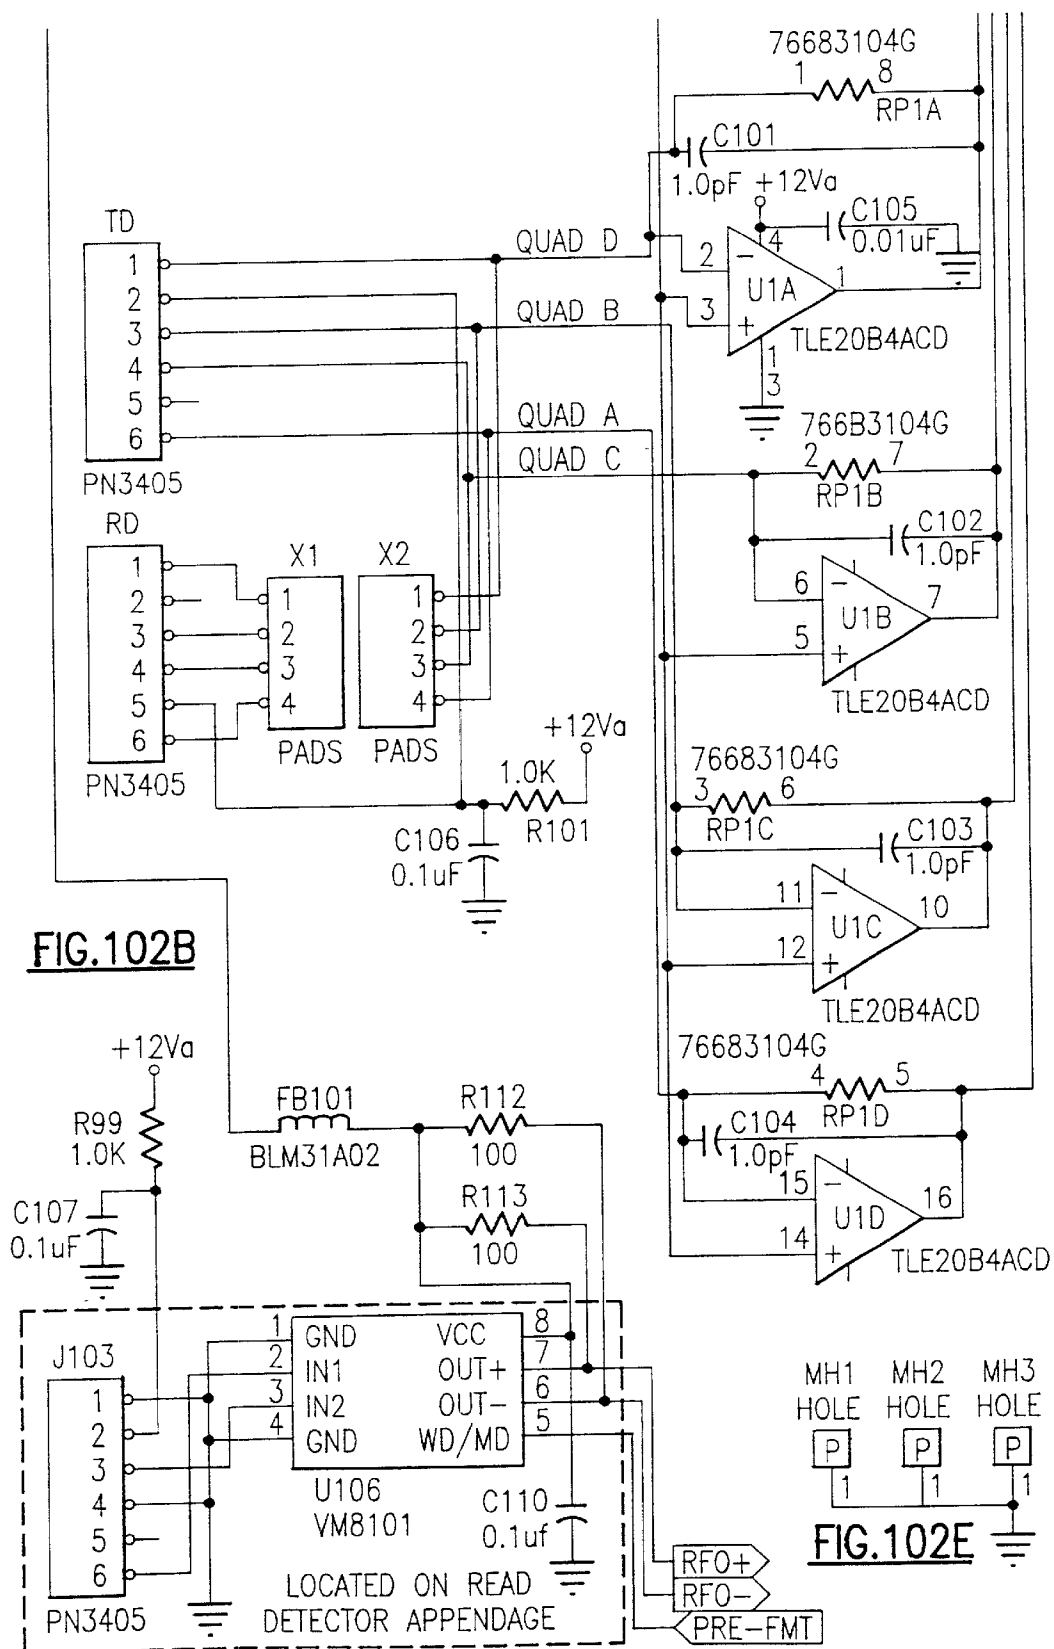 76683104G
1 8
RP1A
C101
1.0pF +12Va
C105
0.01uF
4
TD
1
2
3
4
5
6
PN3405
QUAD D
QUAD B
QUAD A
QUAD C
2 −
3 +
U1A
1
TLE20B4ACD
1
3
766B3104G
2 7
RP1B
C102
1.0pF
6 −
5 +
U1B
7
TLE20B4ACD
RD
1
2
3
4
5
6
PN3405
X1
1
2
3
4
PADS
X2
1
2
3
4
PADS
+12Va
1.0K
R101
C106
0.1uF
76683104G
3 6
RP1C
C103
1.0pF
11 −
12 +
U1C
10
TLE20B4ACD
FIG.102B
+12Va
R99
1.0K
C107
0.1uF
FB101
BLM31A02
R112
100
R113
100
76683104G
4 5
RP1D
C104
1.0pF
15 −
14 +
U1D
16
TLE20B4ACD
J103
1
2
3
4
5
6
PN3405
1 GND VCC 8
2 IN1 OUT+ 7
3 IN2 OUT− 6
4 GND WD/MD 5
U106
VM8101
C110
0.1uf
LOCATED ON READ
DETECTOR APPENDAGE
RFO+
RFO−
PRE−FMT
MH1 MH2 MH3
HOLE HOLE HOLE
P P P
1 1 1
FIG.102E